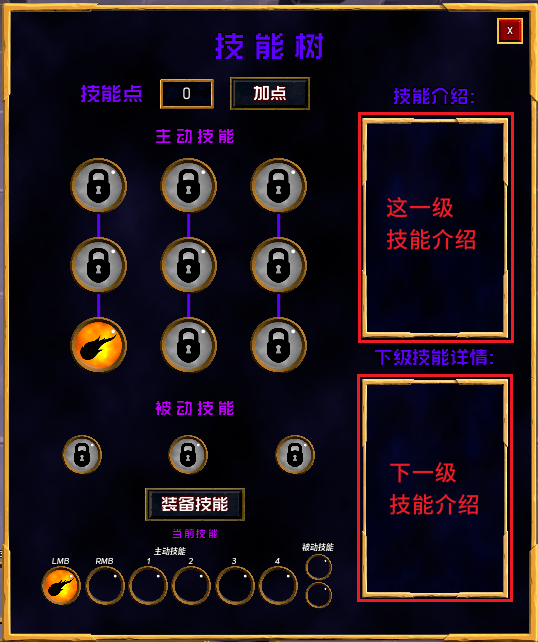 技能树
x
技能点 0 加点
技能介绍:
主动技能
这一级
技能介绍
下级技能详情:
被动技能
下一级
技能介绍
装备技能
当前技能
主动技能
被动技能
LMB RMB 1 2 3 4